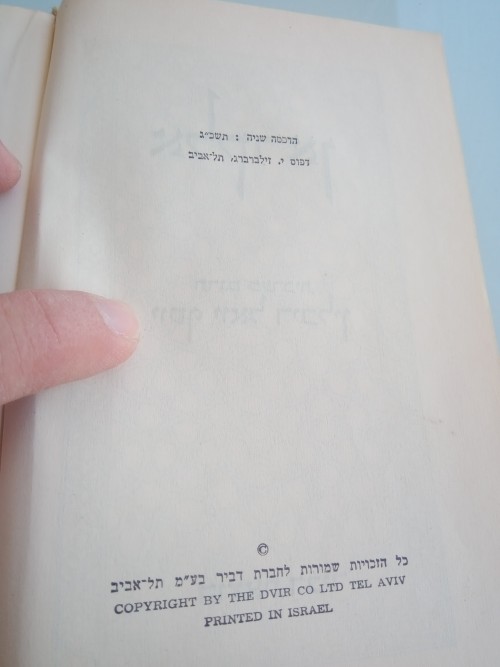 הדפסה שניה : תשכ״ג
דפוס י. זילברברג, תל־אביב
©
כל הזכויות שמורות לחברת דביר בע״מ תל־אביב
COPYRIGHT BY THE DVIR CO LTD TEL AVIV
PRINTED IN ISRAEL